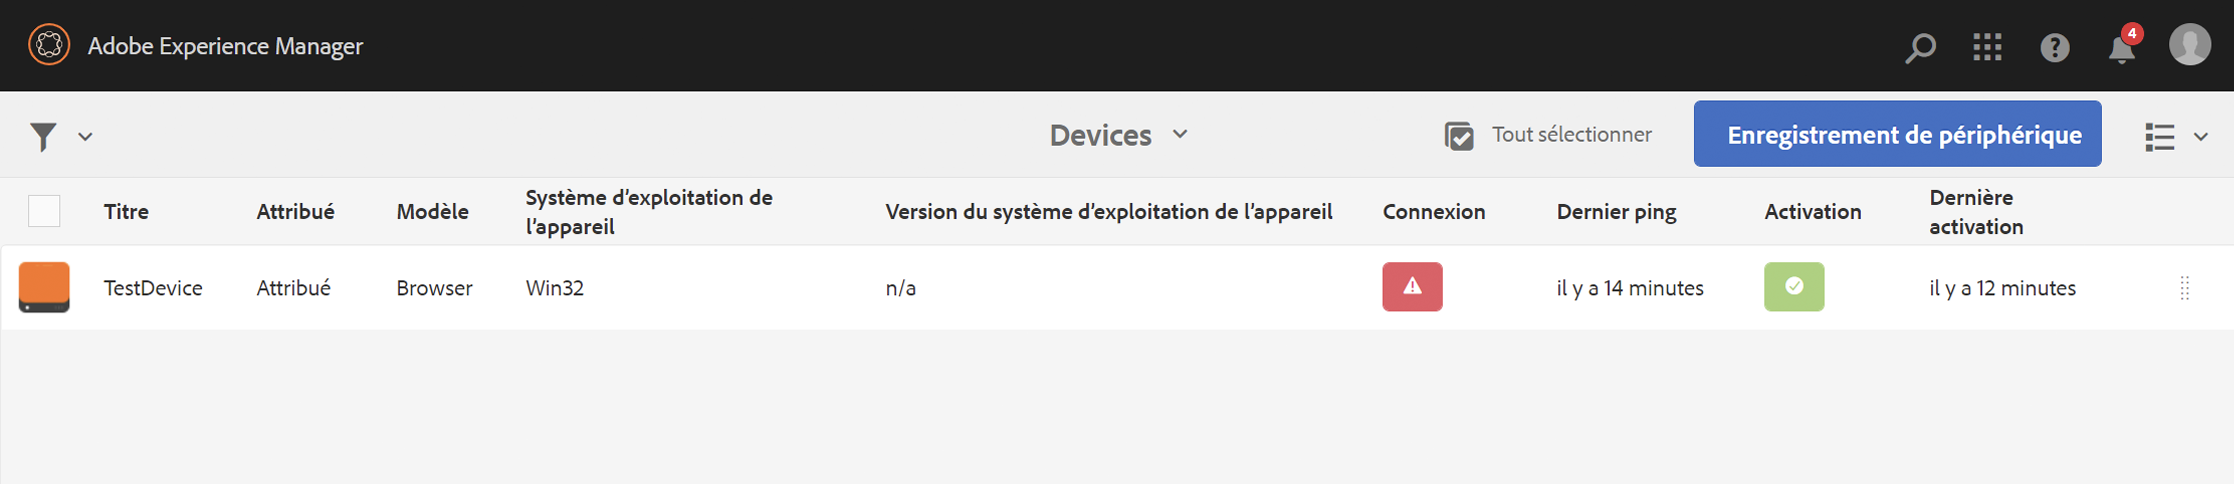 Adobe Experience Manager
4
Devices
Tout sélectionner
Enregistrement de périphérique
Titre
Attribué
Modèle
Système d’exploitation de
l’appareil
Version du système d’exploitation de l’appareil
Connexion
Dernier ping
Activation
Dernière
activation
TestDevice
Attribué
Browser
Win32
n/a
il y a 14 minutes
il y a 12 minutes